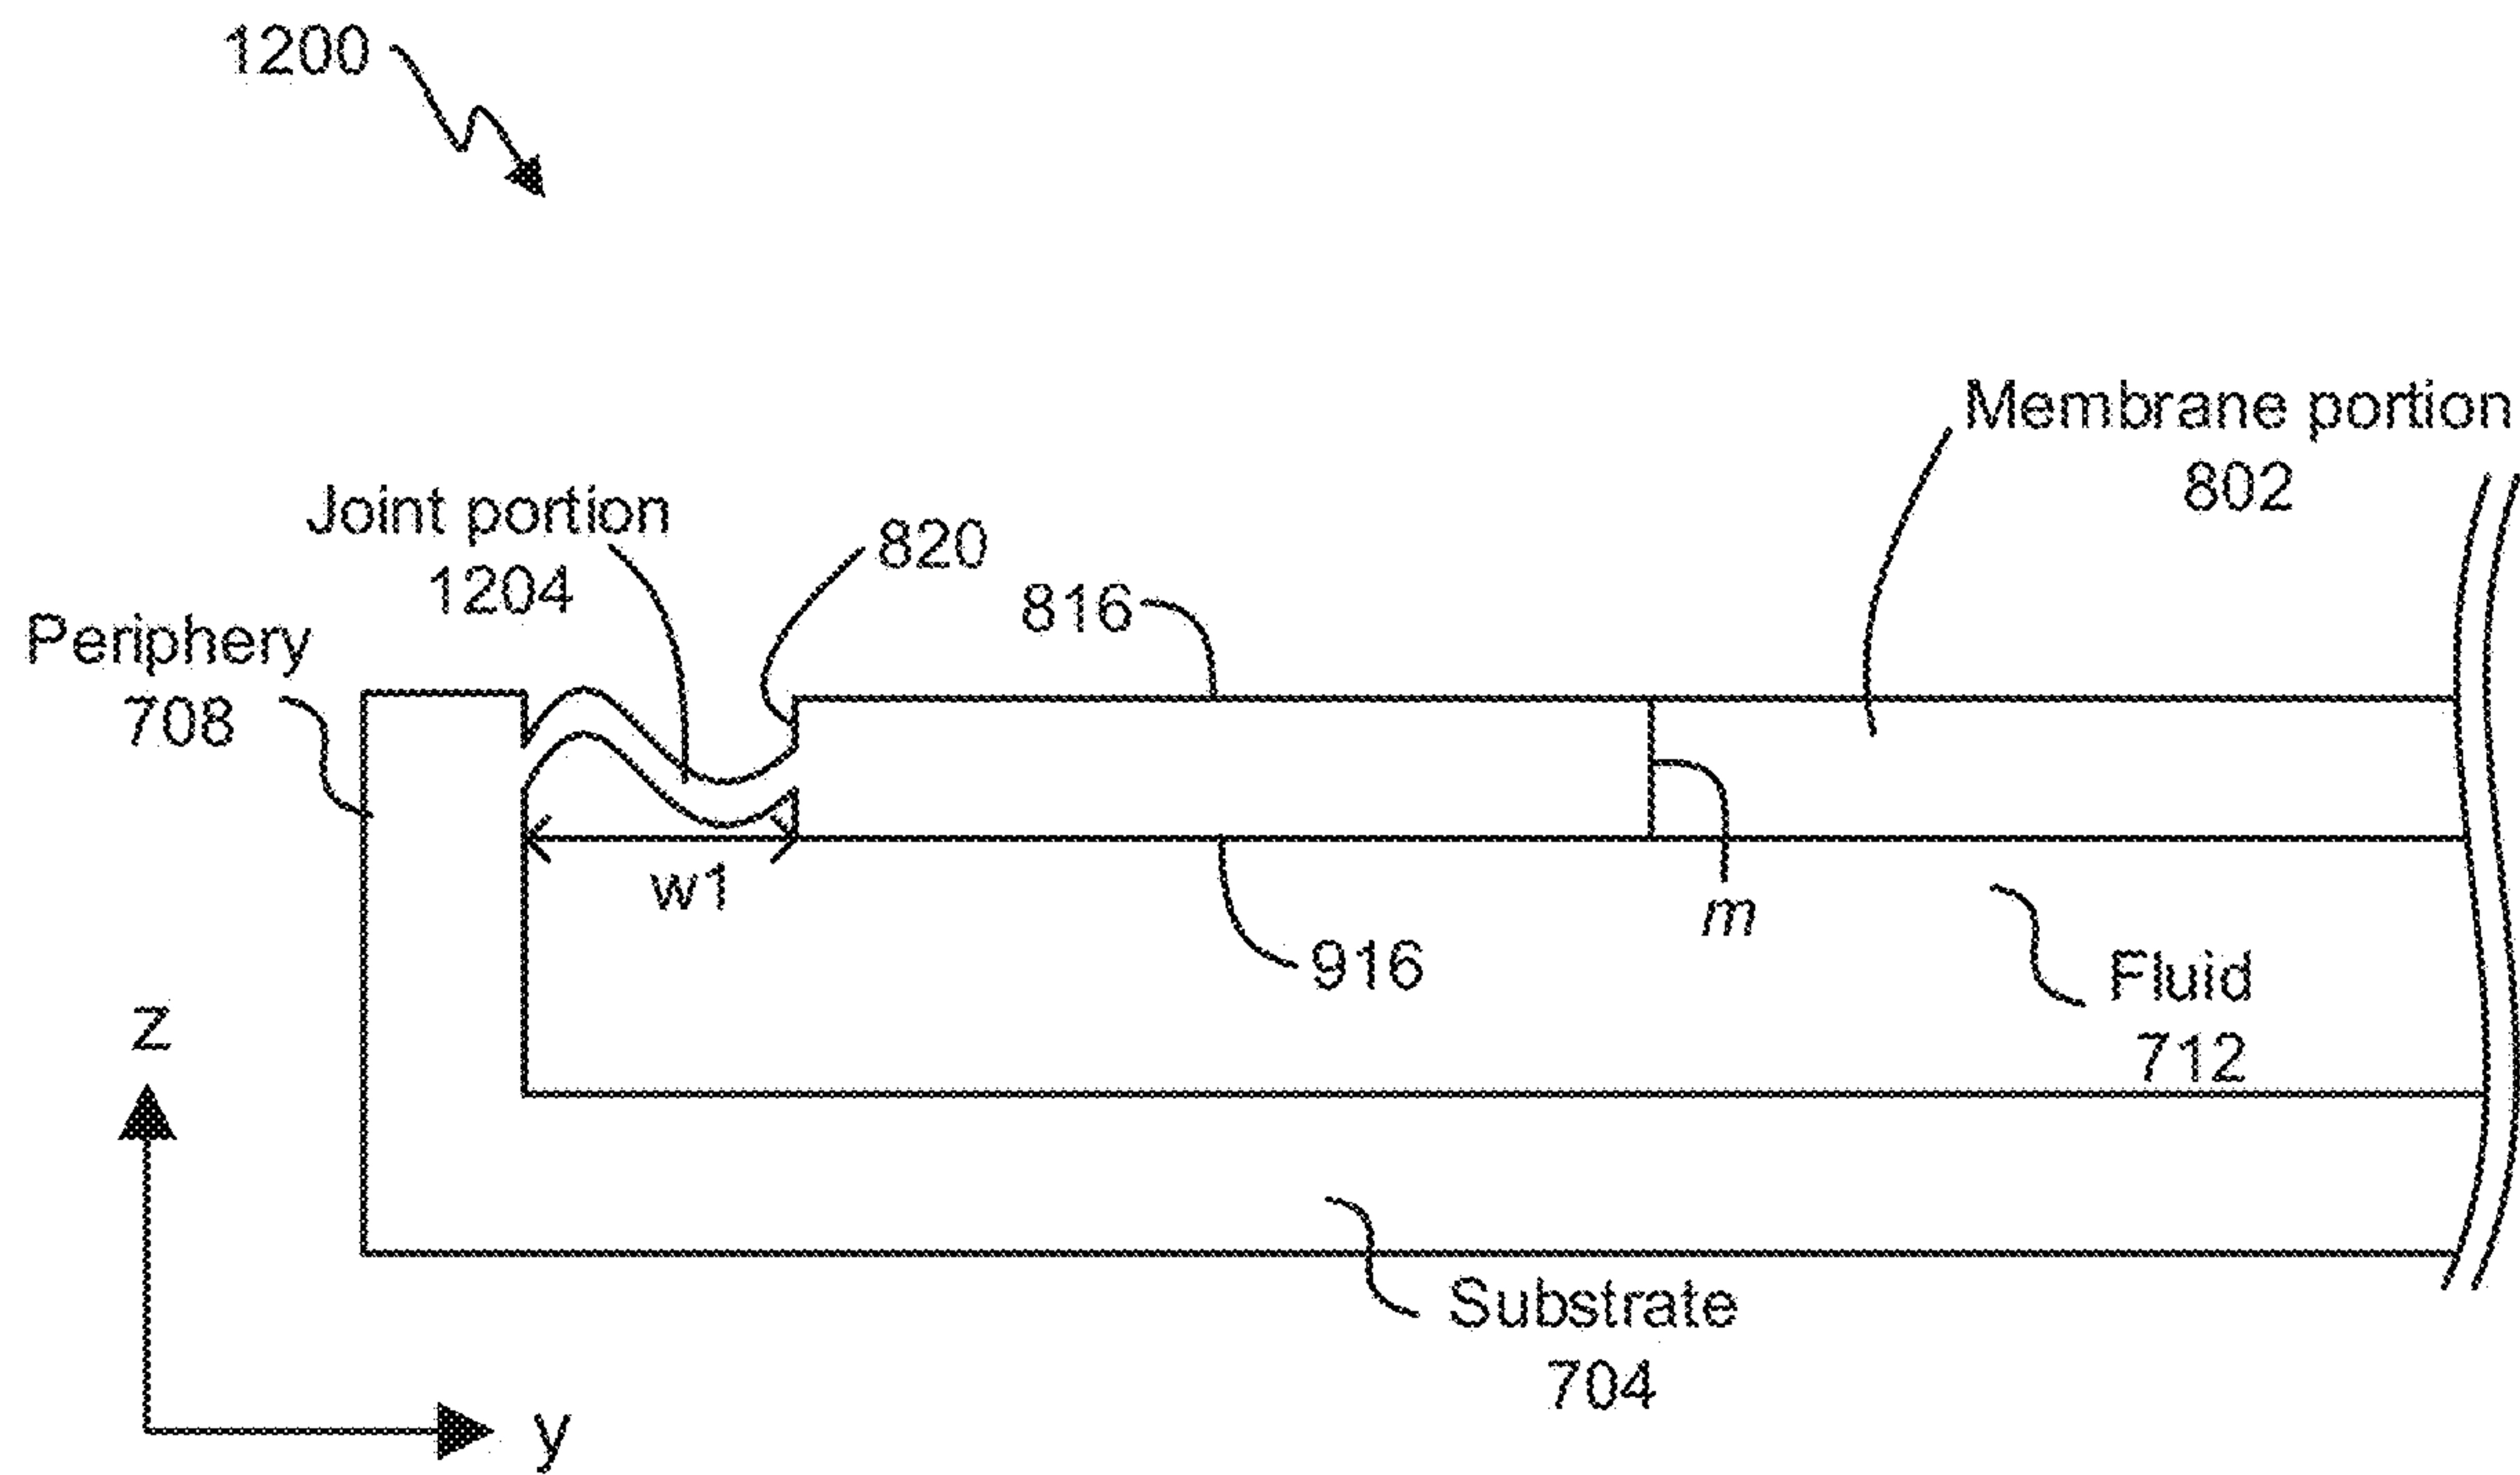 1200
Membrane portion
802
Joint portion
1204
820
816
Periphery
708
w1
m
916
Fluid
712
Z
Substrate
704
y